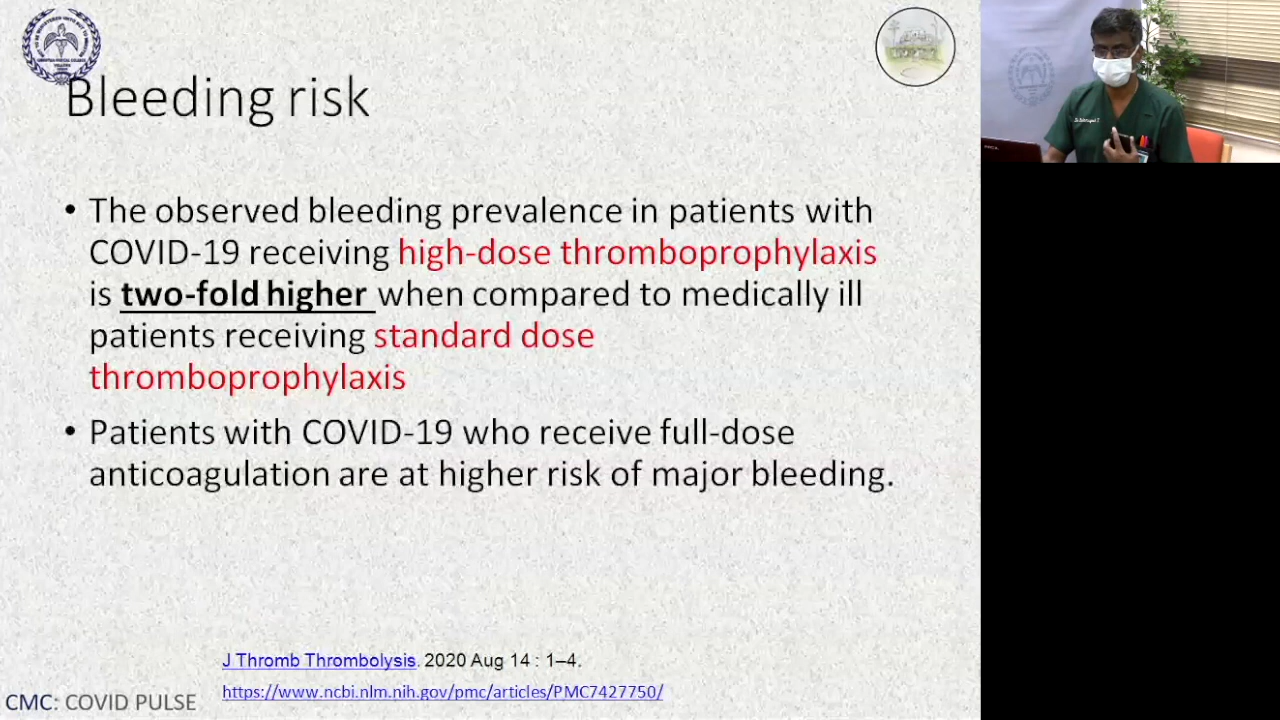 Bleeding risk
• The observed bleeding prevalence in patients with
COVID-19 receiving high-dose thromboprophylaxis
is two-fold higher when compared to medically ill
patients receiving standard dose
thromboprophylaxis
• Patients with COVID-19 who receive full-dose
anticoagulation are at higher risk of major bleeding.
J Thromb Thrombolysis. 2020 Aug 14 : 1–4.
https://www.ncbi.nlm.nih.gov/pmc/articles/PMC7427750/
CMC: COVID PULSE